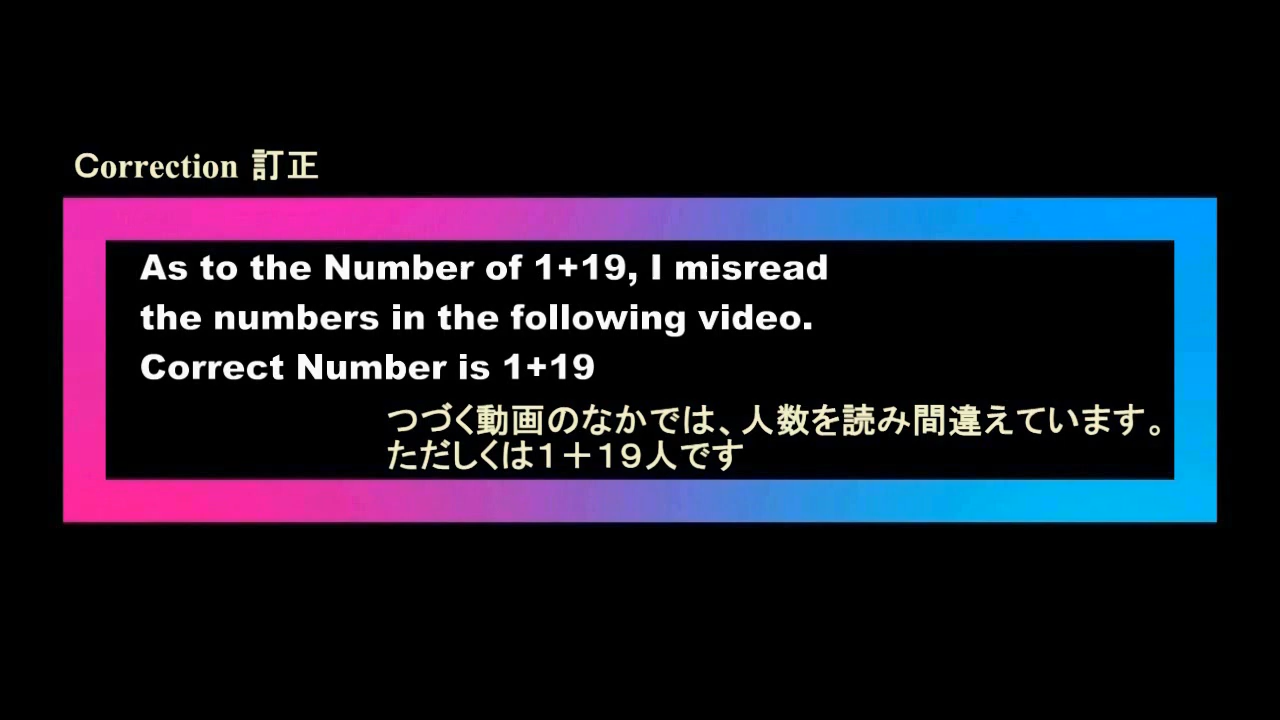 Correction 訂正
As to the Number of 1+19, I misread
the numbers in the following video.
Correct Number is 1+19
つづく動画のなかでは、人数を読み間違えています。
ただしくは１＋１９人です